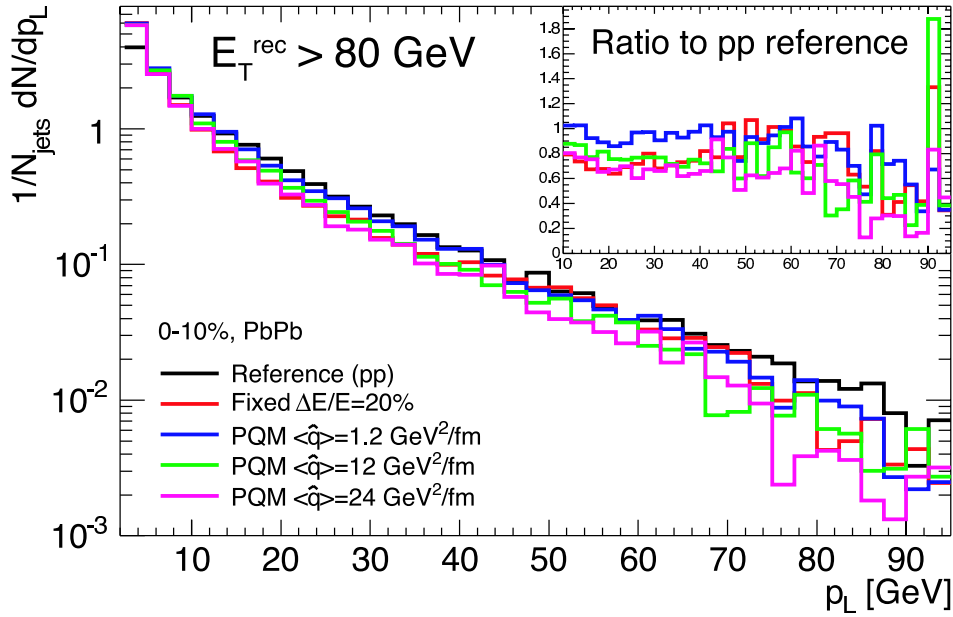 E_T^rec > 80 GeV
Ratio to pp reference
1.8
1.6
1.4
1.2
1
0.8
0.6
0.4
0.2
0
10 20 30 40 50 60 70 80 90
1/N_jets dN/dp_L
1
10^-1
10^-2
10^-3
0-10%, PbPb
Reference (pp)
Fixed ΔE/E=20%
PQM <q̂>=1.2 GeV²/fm
PQM <q̂>=12 GeV²/fm
PQM <q̂>=24 GeV²/fm
10 20 30 40 50 60 70 80 90
p_L [GeV]